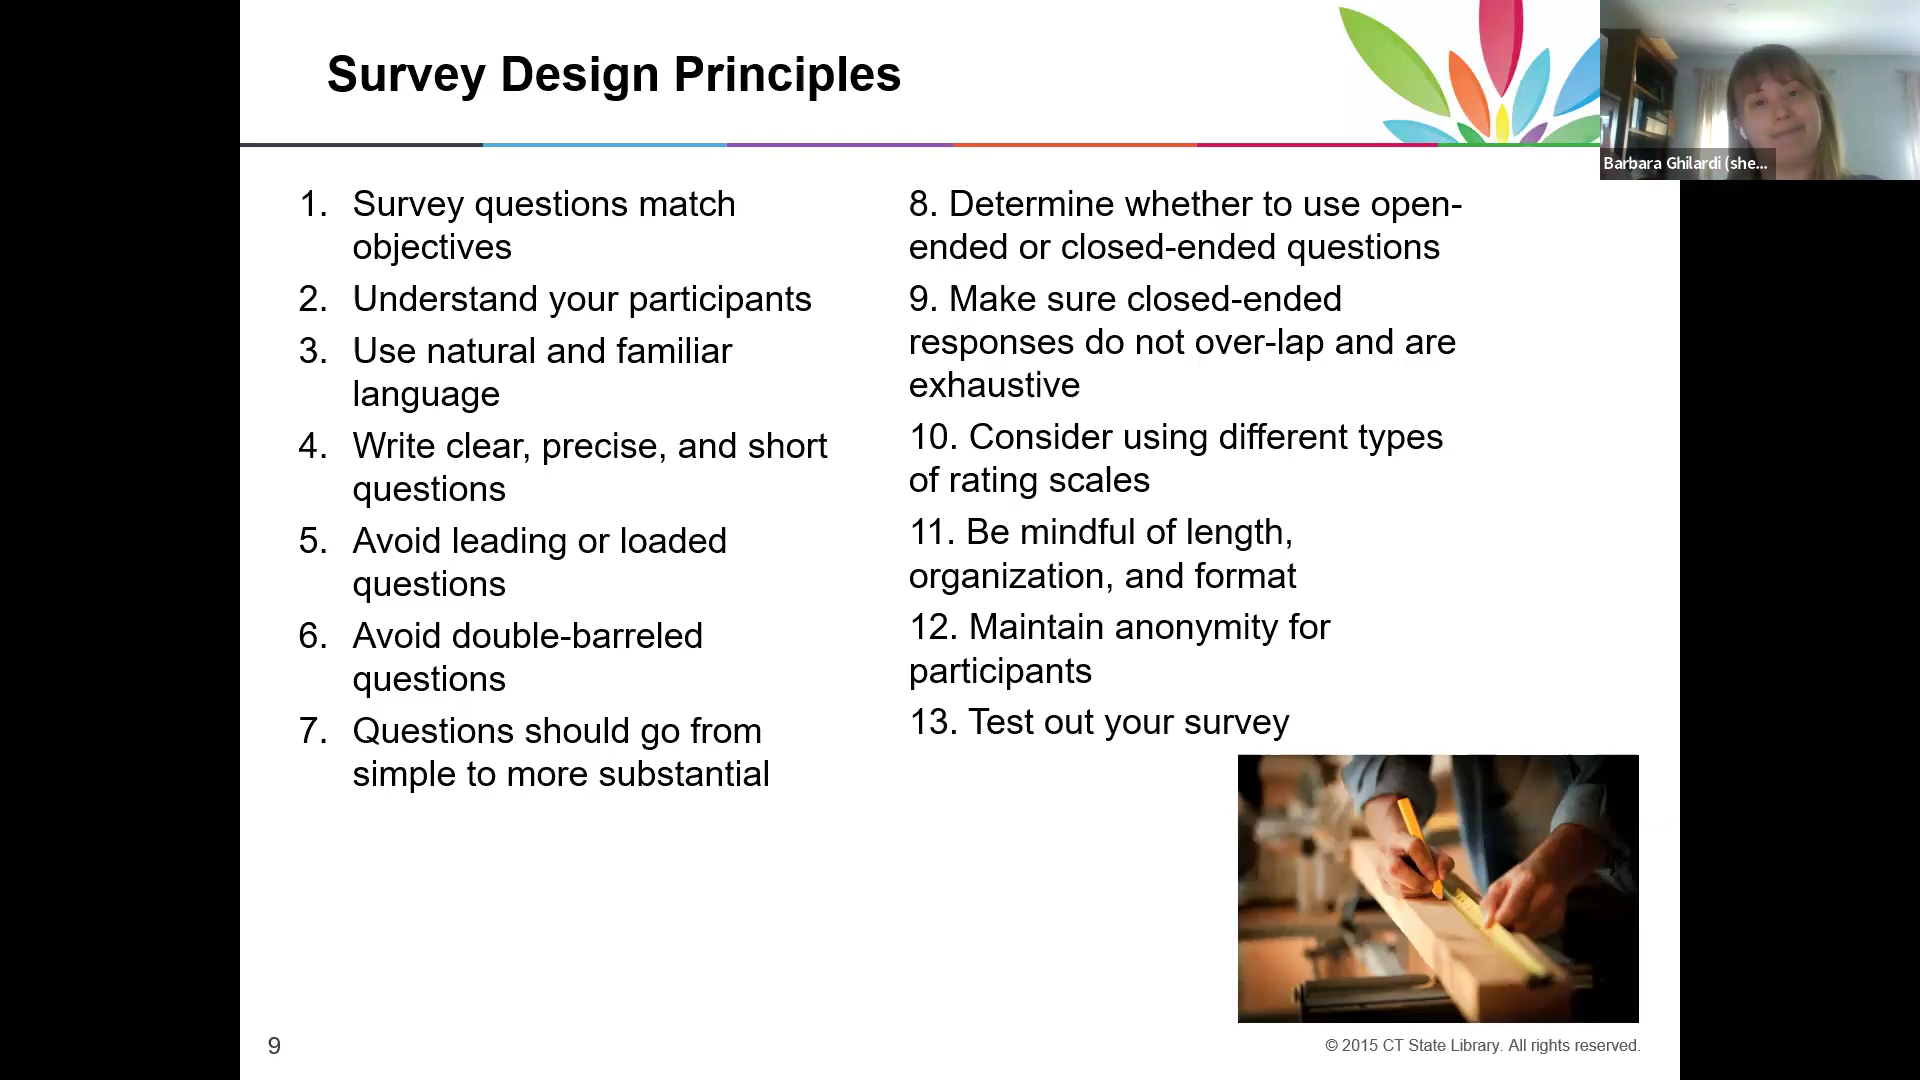 Survey Design Principles
Barbara Ghilardi (she...
1. Survey questions match
objectives
2. Understand your participants
3. Use natural and familiar
language
4. Write clear, precise, and short
questions
5. Avoid leading or loaded
questions
6. Avoid double-barreled
questions
7. Questions should go from
simple to more substantial
8. Determine whether to use open-
ended or closed-ended questions
9. Make sure closed-ended
responses do not over-lap and are
exhaustive
10. Consider using different types
of rating scales
11. Be mindful of length,
organization, and format
12. Maintain anonymity for
participants
13. Test out your survey
9
© 2015 CT State Library. All rights reserved.